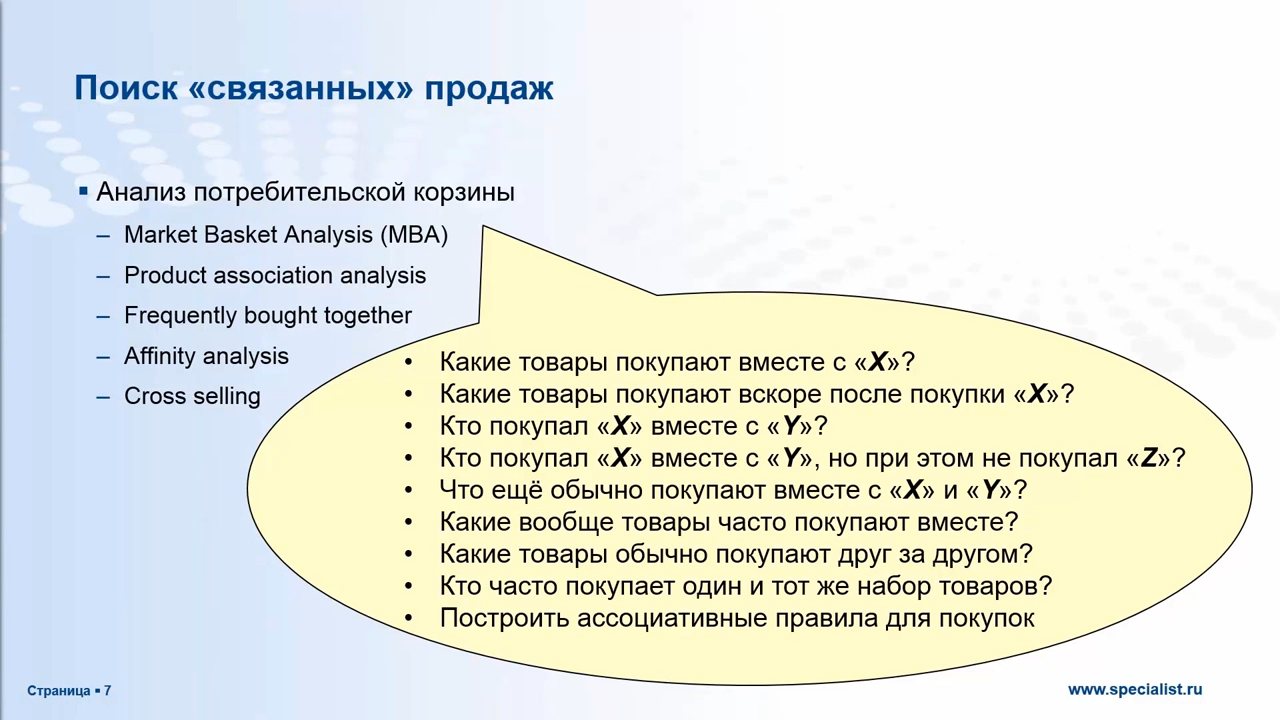 Поиск «связанных» продаж
▪ Анализ потребительской корзины
– Market Basket Analysis (MBA)
– Product association analysis
– Frequently bought together
– Affinity analysis
– Cross selling
• Какие товары покупают вместе с «X»?
• Какие товары покупают вскоре после покупки «X»?
• Кто покупал «X» вместе с «Y»?
• Кто покупал «X» вместе с «Y», но при этом не покупал «Z»?
• Что ещё обычно покупают вместе с «X» и «Y»?
• Какие вообще товары часто покупают вместе?
• Какие товары обычно покупают друг за другом?
• Кто часто покупает один и тот же набор товаров?
• Построить ассоциативные правила для покупок
Страница ▪ 7
www.specialist.ru